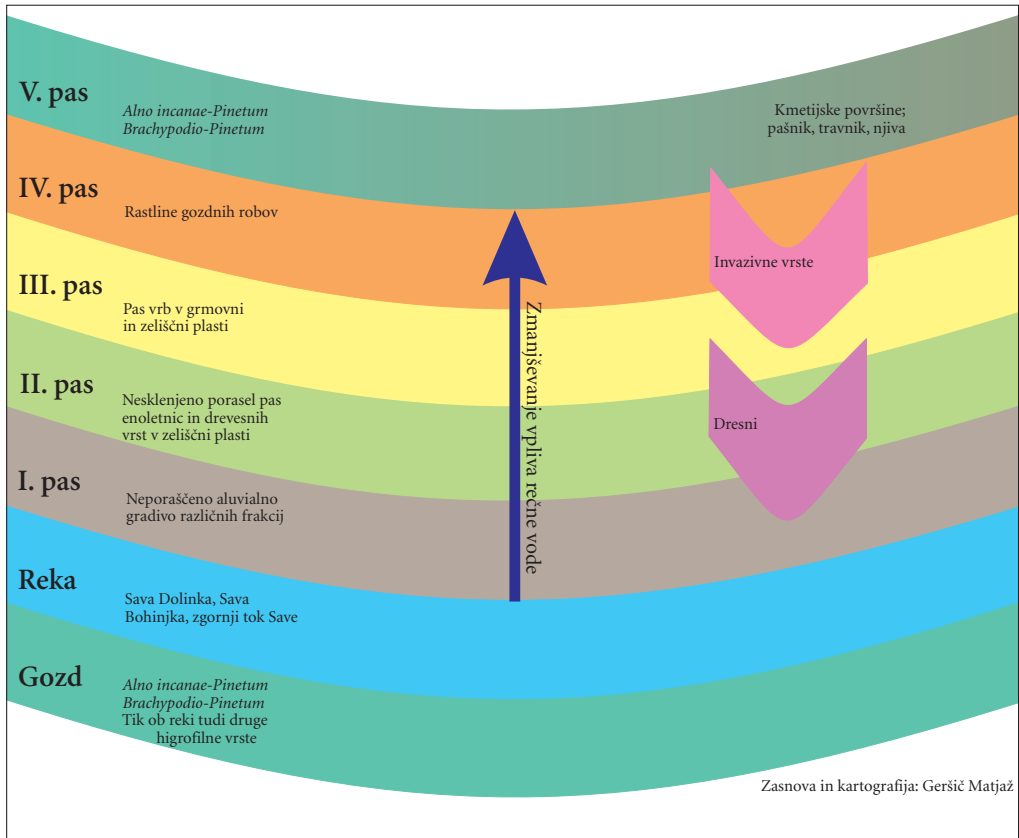 V. pas
Alno incanae-Pinetum
Brachypodio-Pinetum
Kmetijske površine;
pašnik, travnik, njiva
IV. pas
Rastline gozdnih robov
Invazivne vrste
III. pas
Pas vrb v grmovni
in zeliščni plasti
Zmanjševanje vpliva rečne vode
II. pas
Nesklenjeno porasel pas
enoletnic in drevesnih
vrst v zeliščni plasti
Dresni
I. pas
Neporaščeno aluvialno
gradivo različnih frakcij
Reka
Sava Dolinka, Sava
Bohinjka, zgornji tok Save
Gozd
Alno incanae-Pinetum
Brachypodio-Pinetum
Tik ob reki tudi druge
higrofilne vrste
Zasnova in kartografija: Geršič Matjaž